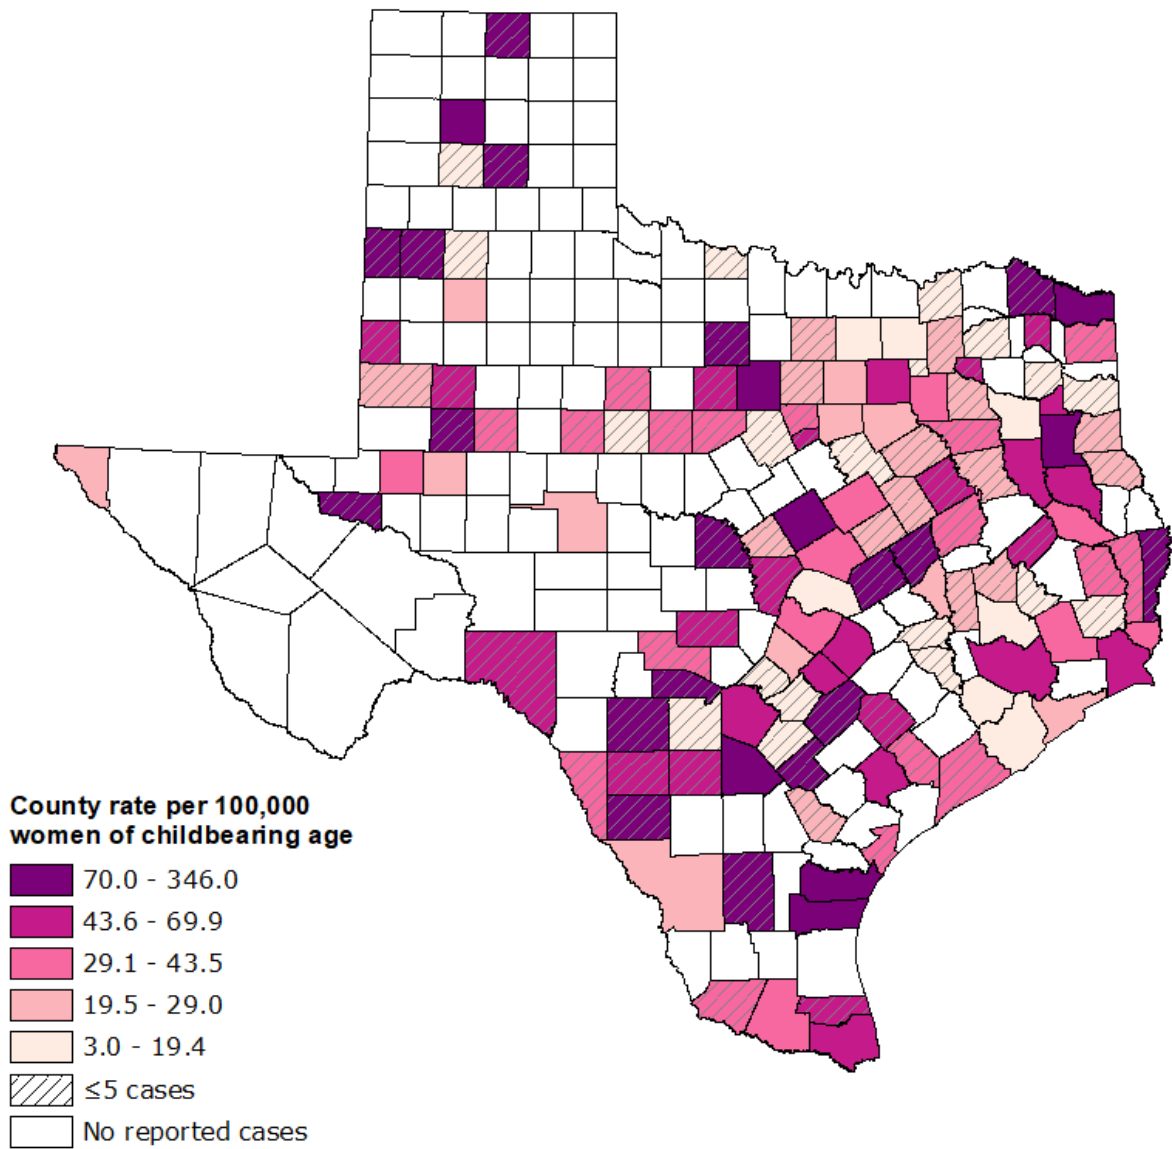 County rate per 100,000
women of childbearing age
70.0 - 346.0
43.6 - 69.9
29.1 - 43.5
19.5 - 29.0
3.0 - 19.4
≤5 cases
No reported cases